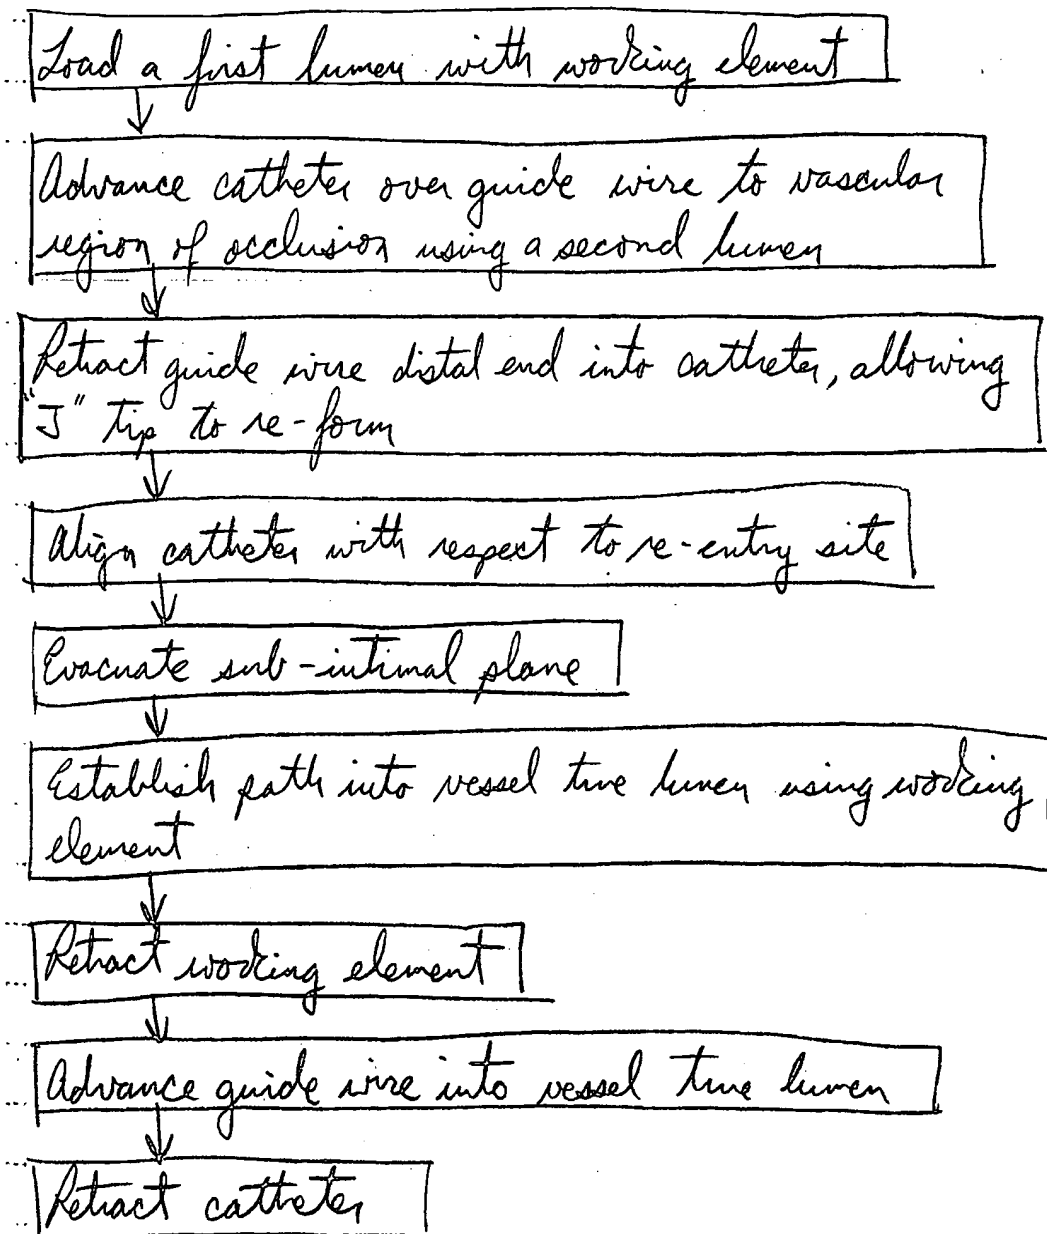 Load a first lumen with working element
Advance catheter over guide wire to vascular
region of occlusion using a second lumen
Retract guide wire distal end into catheter, allowing
"J" tip to re-form
Align catheter with respect to re-entry site
Evacuate sub-intimal plane
Establish path into vessel true lumen using working
element
Retract working element
Advance guide wire into vessel true lumen
Retract catheter